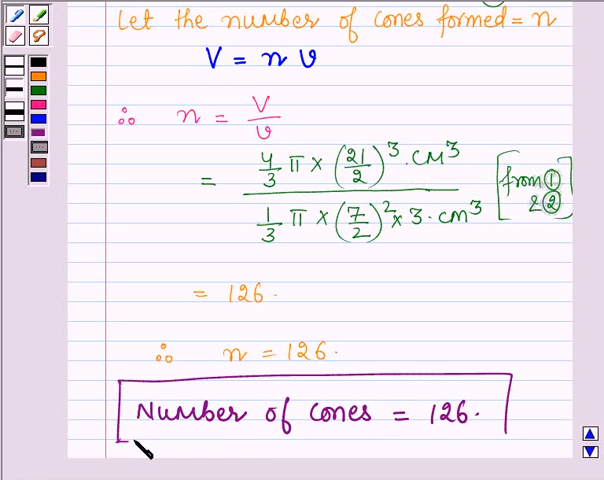 Let the number of cones formed = n
V = n v
∴ n = V/v
= 4/3 π × (21/2)³ · cm³ / 1/3 π × (7/2)² × 3 · cm³ [from ① & ②]
= 126.
∴ n = 126.
Number of cones = 126.